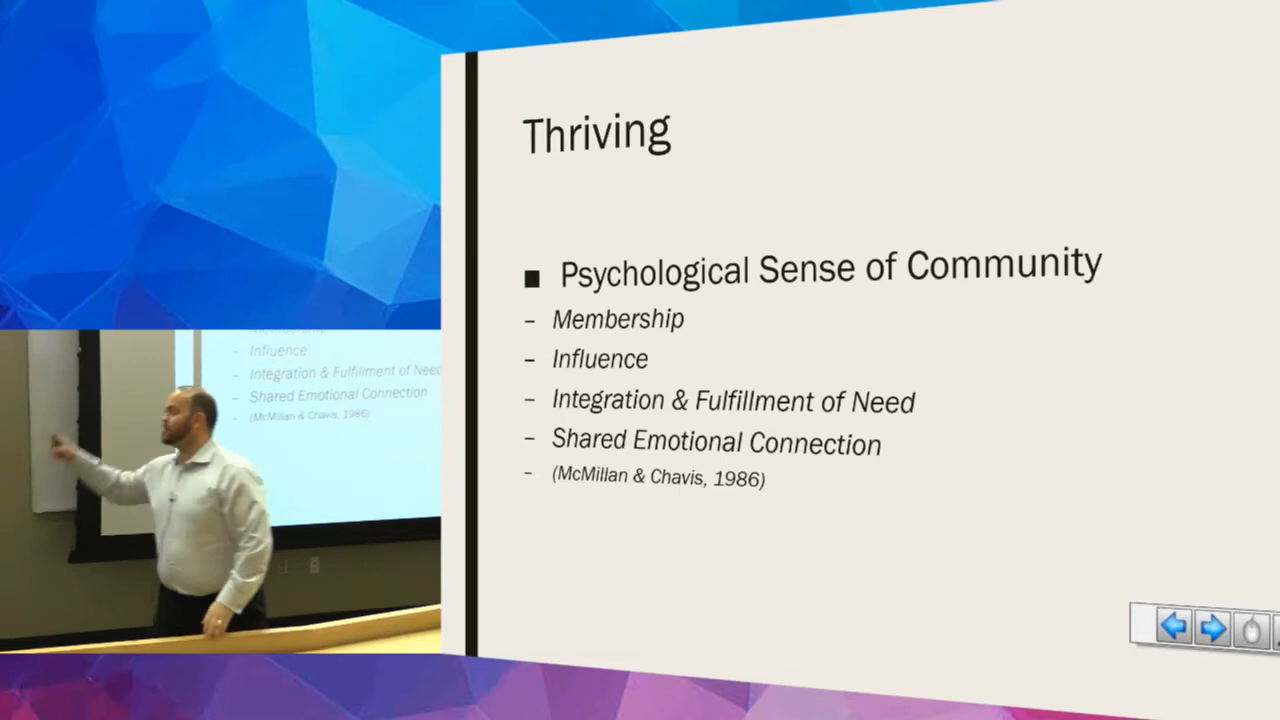 Thriving
■ Psychological Sense of Community
– Membership
– Influence
– Integration & Fulfillment of Need
– Shared Emotional Connection
– (McMillan & Chavis, 1986)
– Influence
– Integration & Fulfillment of Need
– Shared Emotional Connection
– (McMillan & Chavis, 1986)